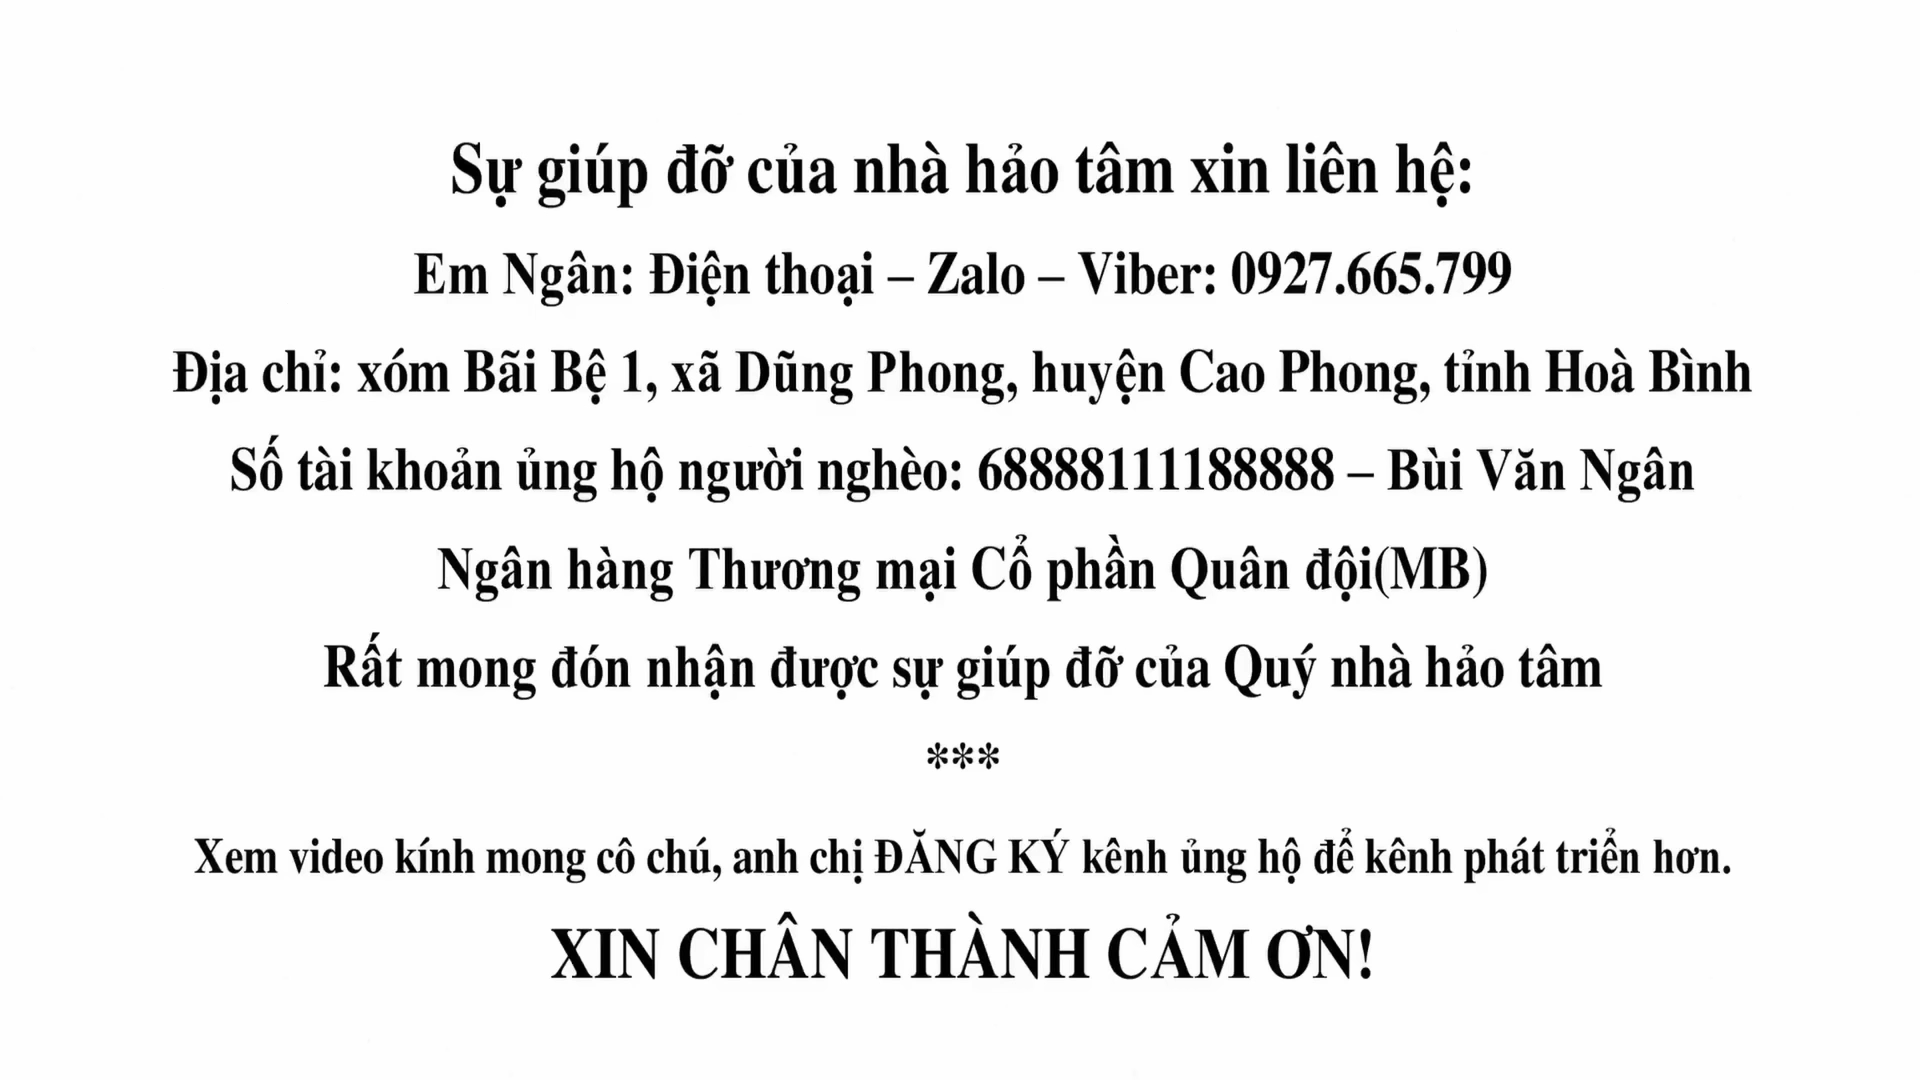 Sự giúp đỡ của nhà hảo tâm xin liên hệ:
Em Ngân: Điện thoại – Zalo – Viber: 0927.665.799
Địa chỉ: xóm Bãi Bệ 1, xã Dũng Phong, huyện Cao Phong, tỉnh Hoà Bình
Số tài khoản ủng hộ người nghèo: 68888111188888 – Bùi Văn Ngân
Ngân hàng Thương mại Cổ phần Quân đội(MB)
Rất mong đón nhận được sự giúp đỡ của Quý nhà hảo tâm
***
Xem video kính mong cô chú, anh chị ĐĂNG KÝ kênh ủng hộ để kênh phát triển hơn.
XIN CHÂN THÀNH CẢM ƠN!